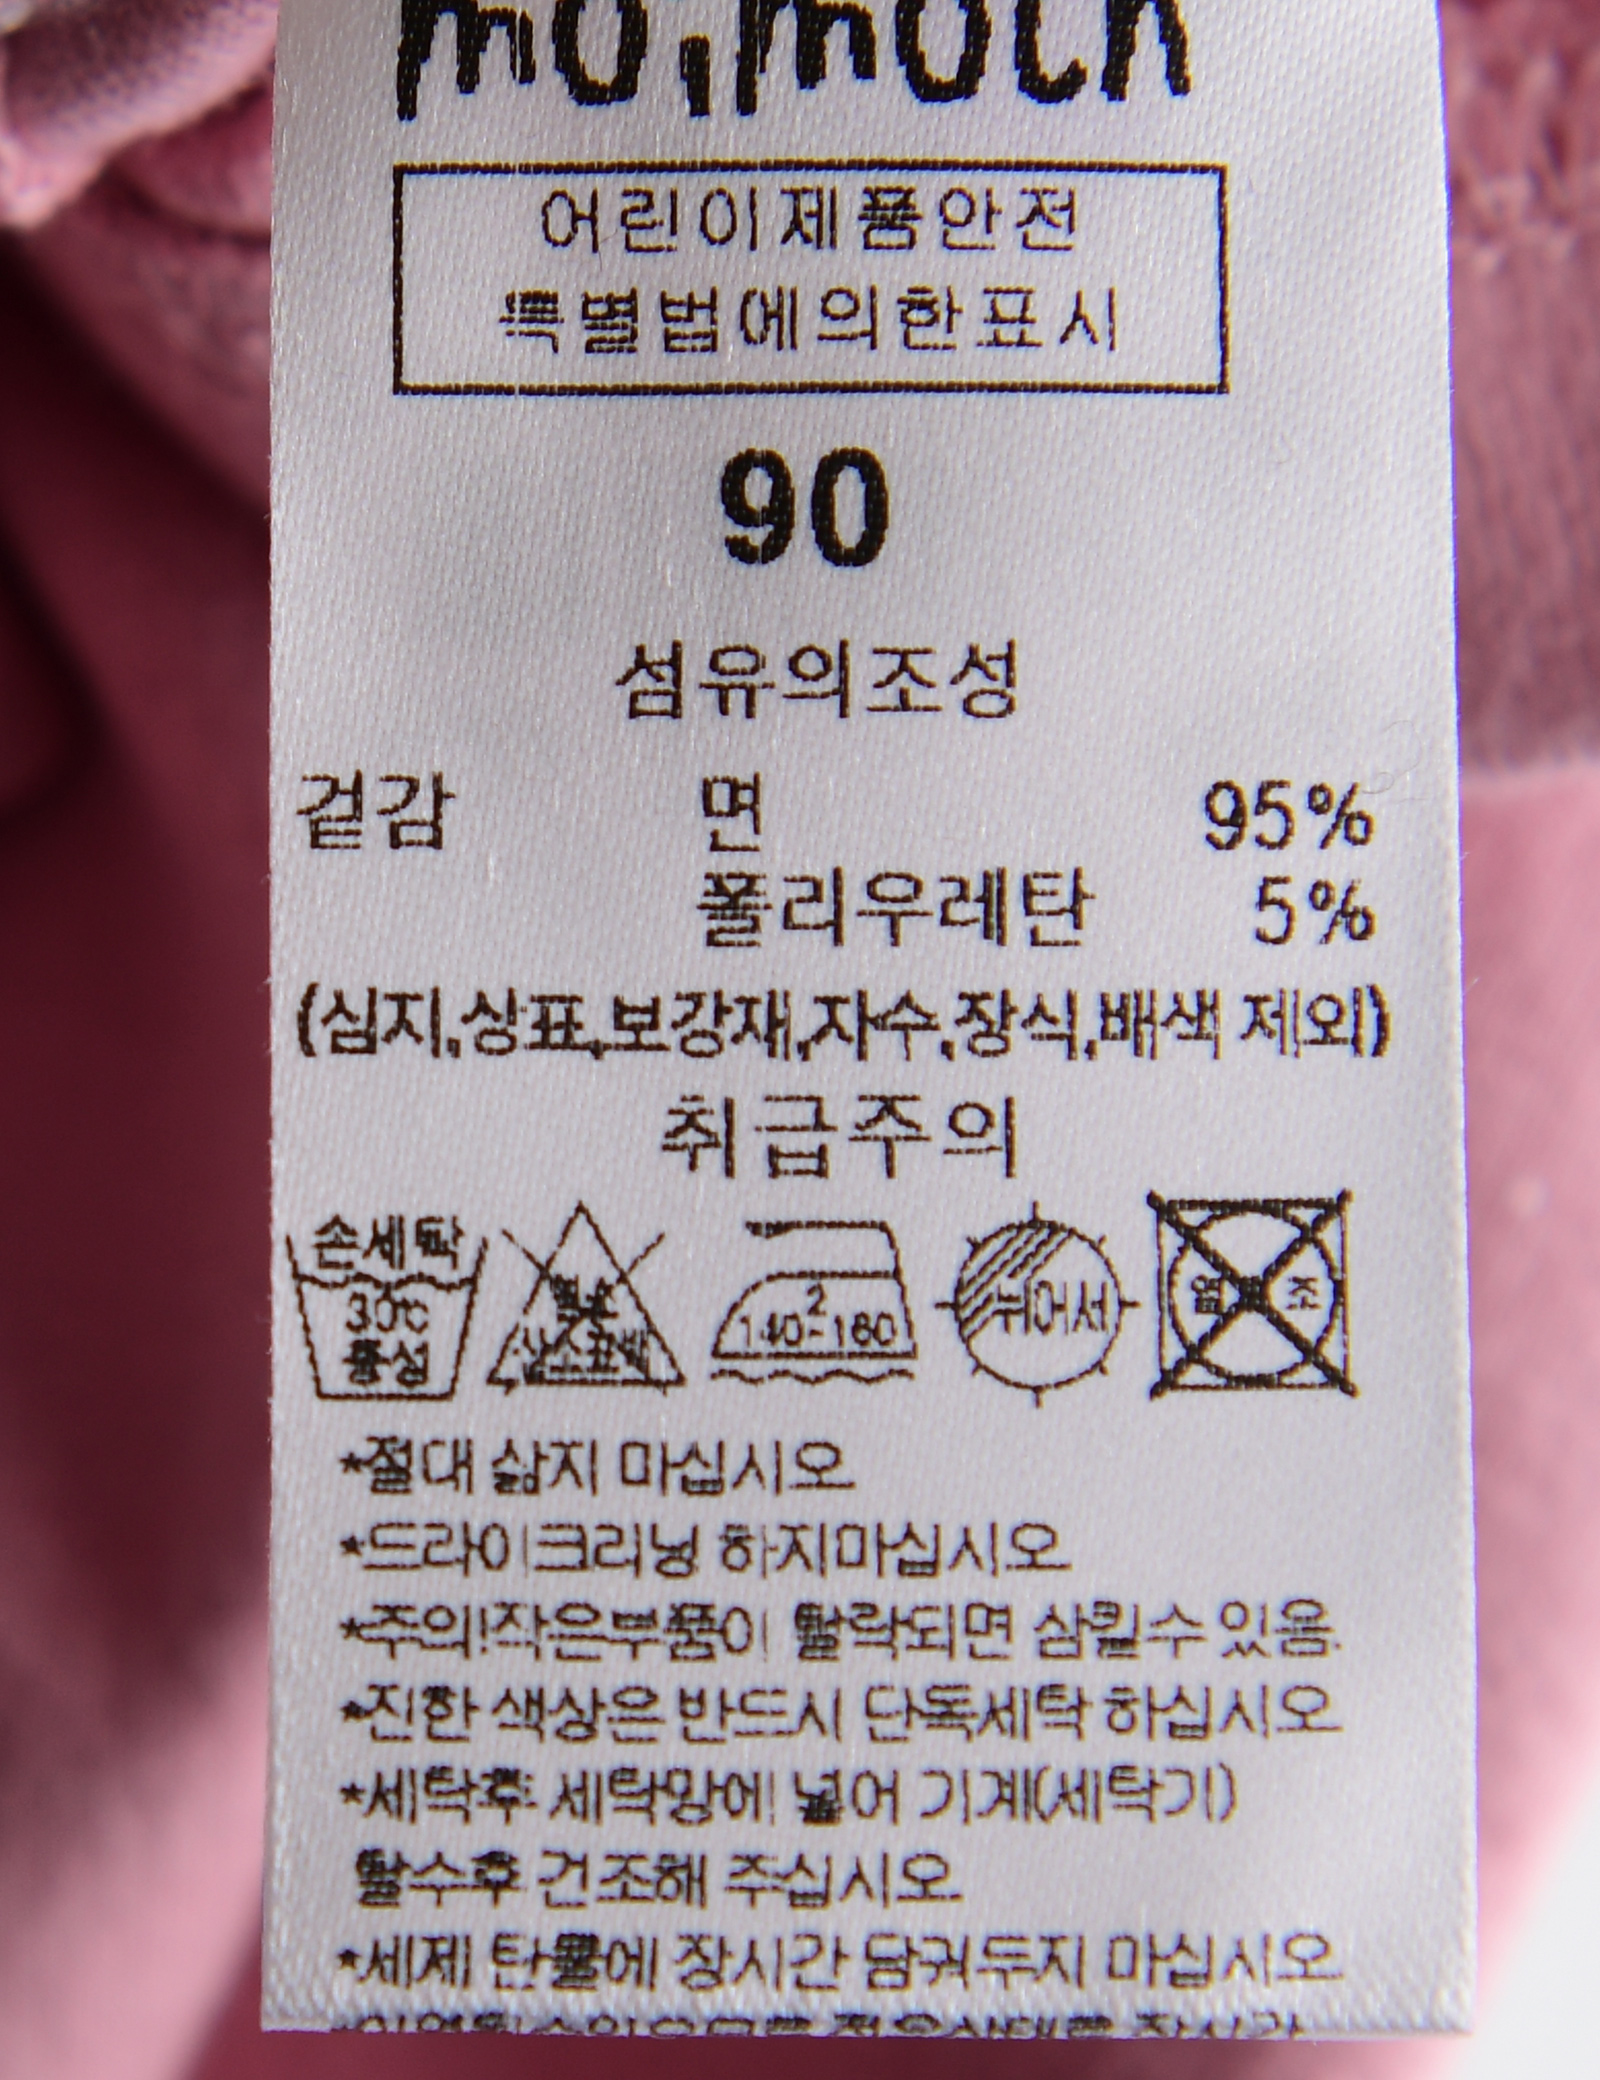 어린이제품안전
특별법에의한표시
90
섬유의조성
겉감 면 95%
폴리우레탄 5%
(심지,상표,보강재,자수,장식,배색 제외)
취급주의
손세탁
30℃
중성
염소
산소표백
2
140-160
뉘어서
*절대 삶지 마십시오
*드라이크리닝 하지마십시오
*주의!작은부품이 탈락되면 삼킬수 있음.
*진한 색상은 반드시 단독세탁 하십시오
*세탁후 세탁망에 넣어 기계(세탁기)
탈수후 건조해 주십시오
*세제 탄물에 장시간 담궈두지 마십시오